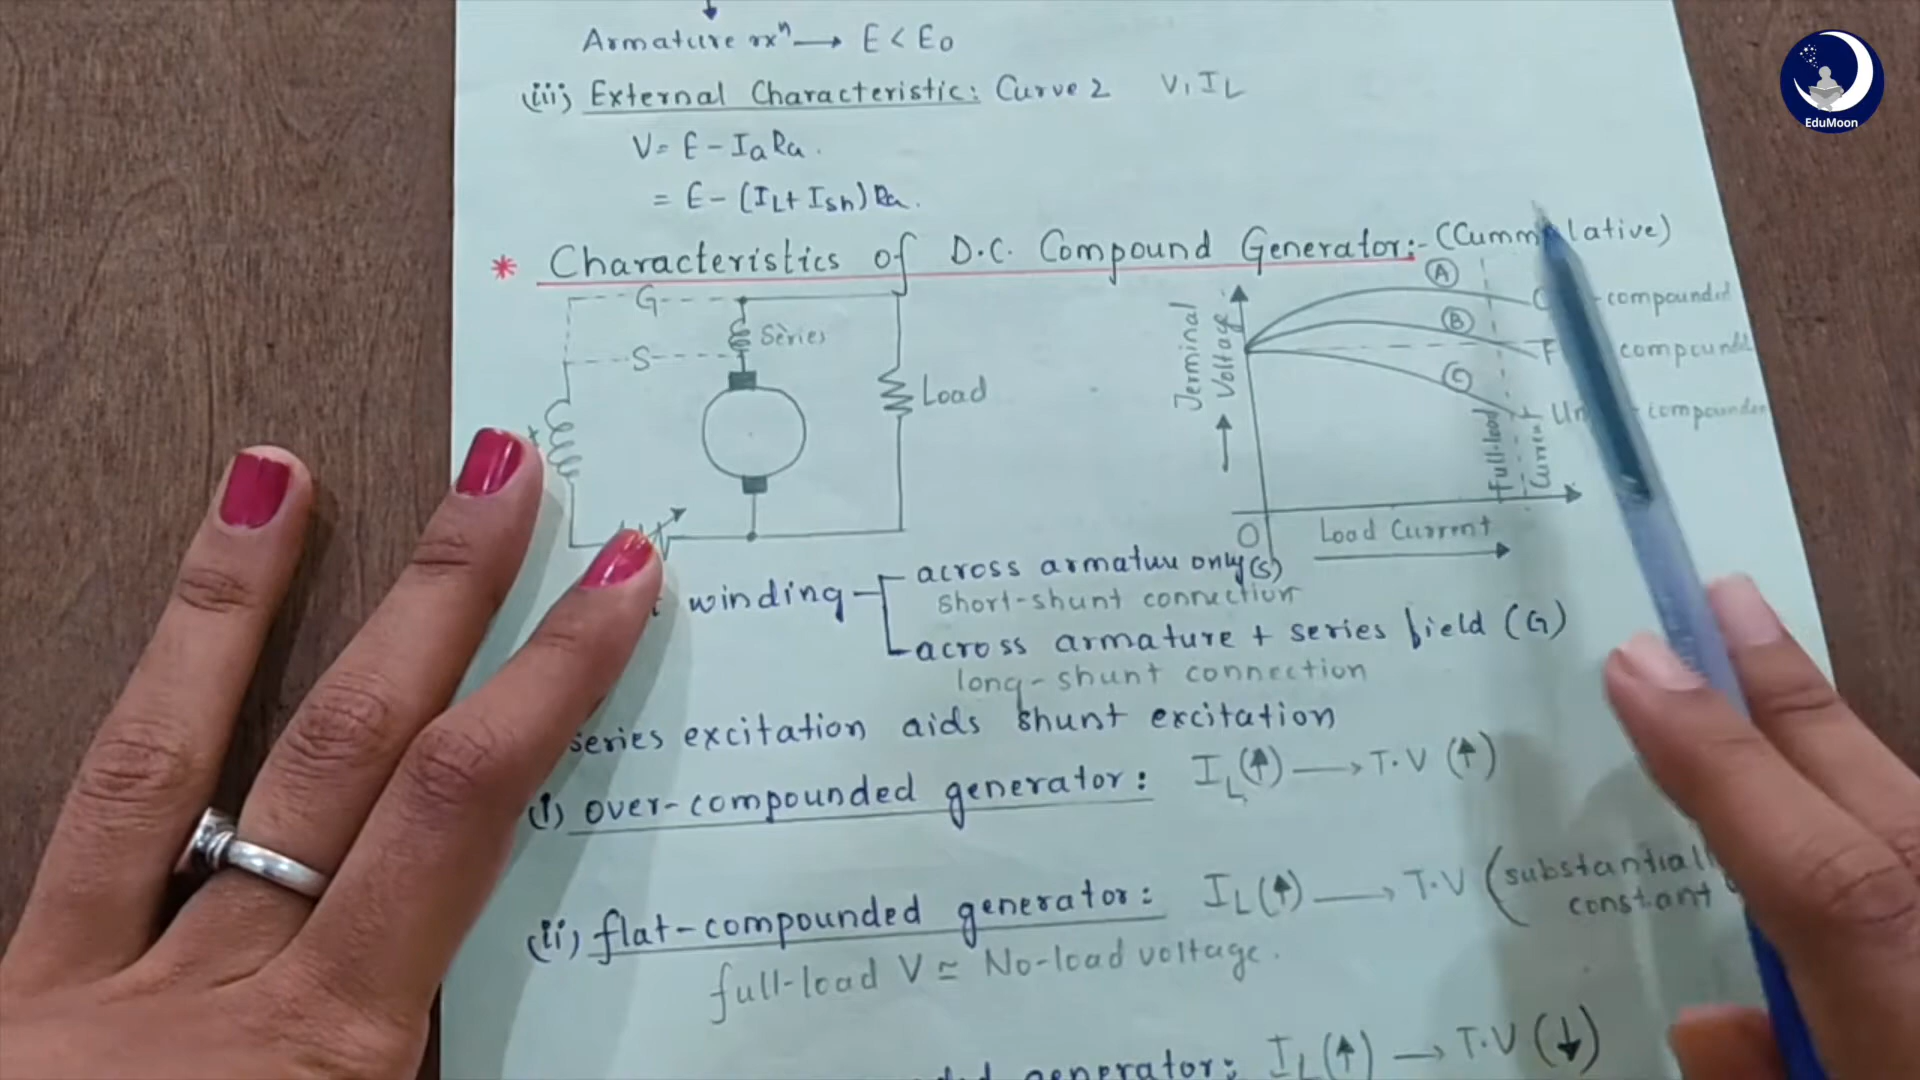 EduMoon
Armature rxⁿ → E < E₀
(iii) External Characteristic: Curve 2 V, IL
V = E - IaRa.
= E - (IL + Ish) Ra.
* Characteristics of D.C. Compound Generator:- (Cumm lative)
G
Series
S
Load
Terminal
Voltage
A
-compounded
B
F compounded
C
Un -compounded
Full-load
Current
O
Load Current
winding
across armature only (s)
short-shunt connection
across armature + series field (G)
long-shunt connection
series excitation aids shunt excitation
(i) over-compounded generator: IL(↑) → T.V (↑)
(ii) flat-compounded generator: IL(↑) → T.V (substantiall
constant
full-load V ≃ No-load voltage.
generator: IL(↑) → T.V (↓)